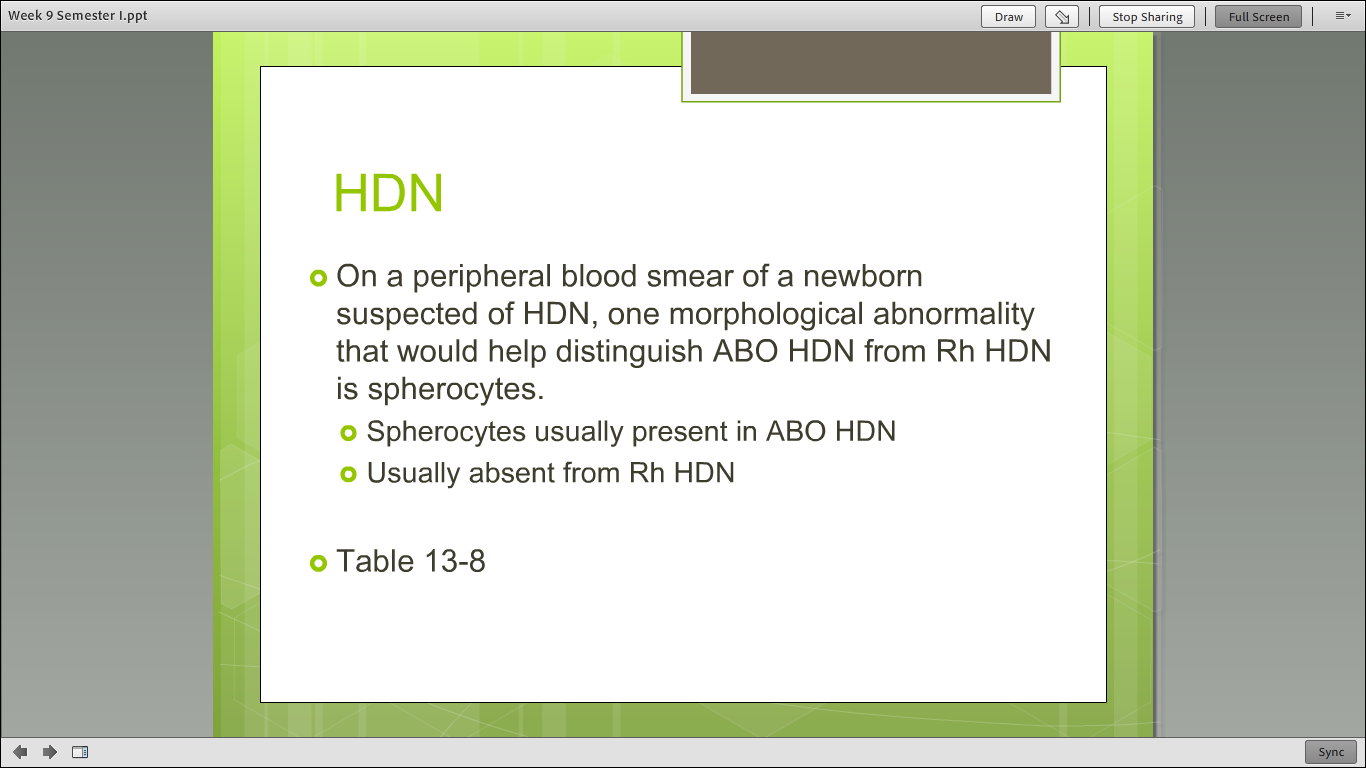 Week 9 Semester I.ppt
Draw
Stop Sharing
Full Screen
HDN
On a peripheral blood smear of a newborn
suspected of HDN, one morphological abnormality
that would help distinguish ABO HDN from Rh HDN
is spherocytes.
Spherocytes usually present in ABO HDN
Usually absent from Rh HDN
Table 13-8
Sync